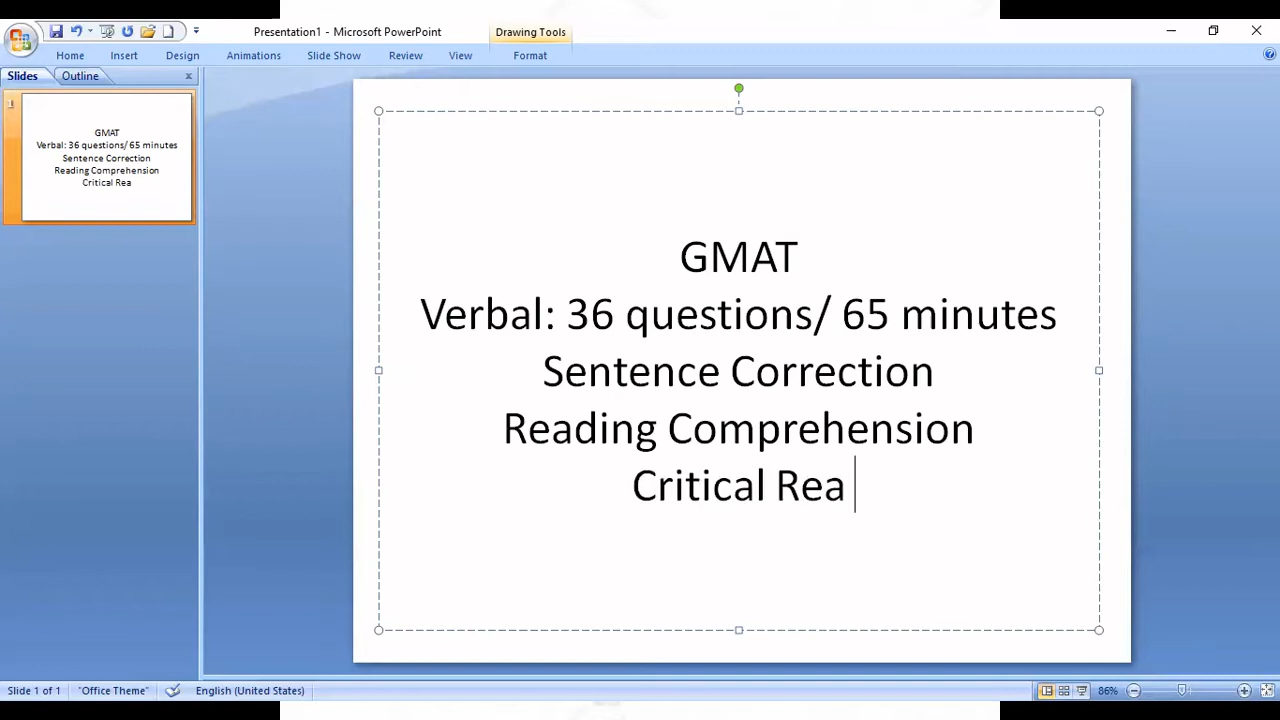 Presentation1 - Microsoft PowerPoint
Drawing Tools
Home Insert Design Animations Slide Show Review View Format
Slides Outline
1
GMAT
Verbal: 36 questions/ 65 minutes
Sentence Correction
Reading Comprehension
Critical Rea
GMAT
Verbal: 36 questions/ 65 minutes
Sentence Correction
Reading Comprehension
Critical Rea
Slide 1 of 1 "Office Theme" English (United States) 86%